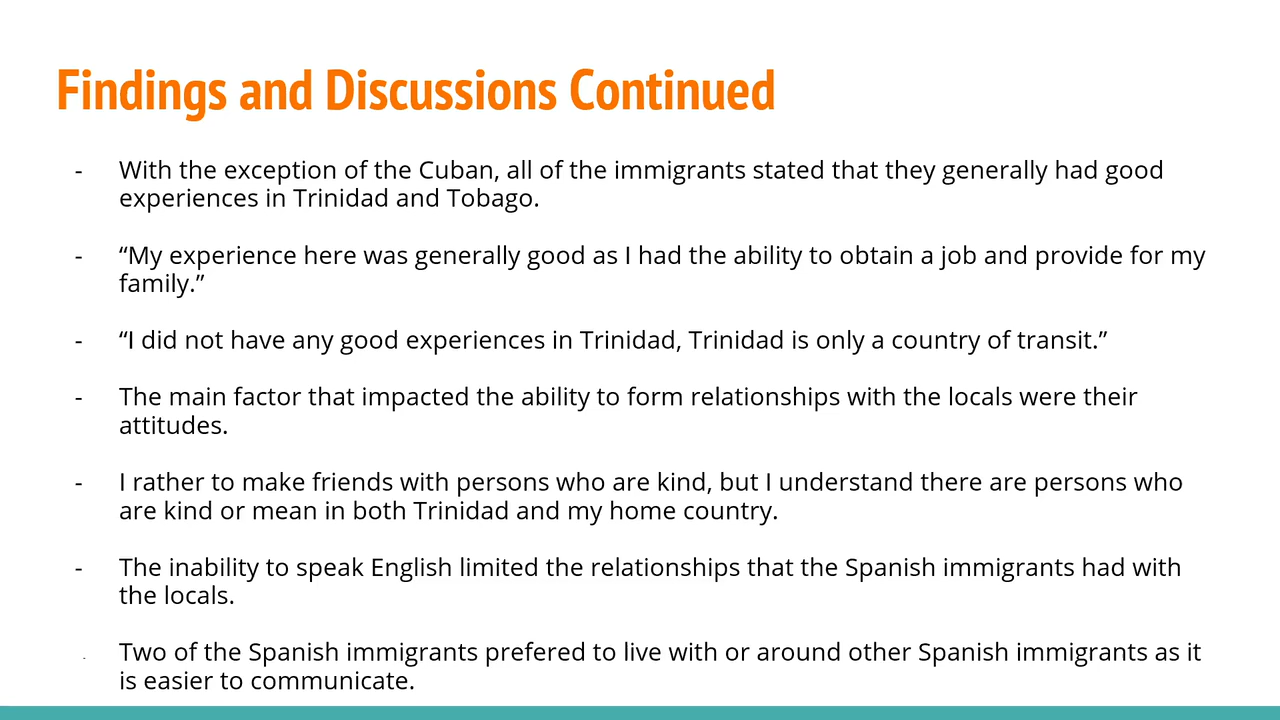 Findings and Discussions Continued
- With the exception of the Cuban, all of the immigrants stated that they generally had good
experiences in Trinidad and Tobago.
- “My experience here was generally good as I had the ability to obtain a job and provide for my
family.”
- “I did not have any good experiences in Trinidad, Trinidad is only a country of transit.”
- The main factor that impacted the ability to form relationships with the locals were their
attitudes.
- I rather to make friends with persons who are kind, but I understand there are persons who
are kind or mean in both Trinidad and my home country.
- The inability to speak English limited the relationships that the Spanish immigrants had with
the locals.
- Two of the Spanish immigrants prefered to live with or around other Spanish immigrants as it
is easier to communicate.